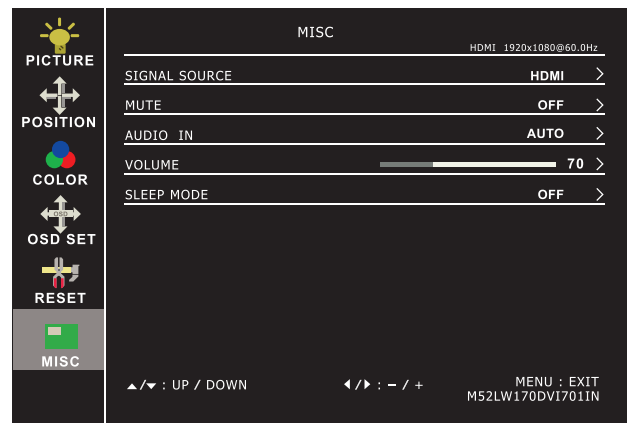 MISC
HDMI 1920x1080@60.0Hz
PICTURE
POSITION
COLOR
OSD
OSD SET
RESET
MISC
SIGNAL SOURCE HDMI >
MUTE OFF >
AUDIO IN AUTO >
VOLUME 70 >
SLEEP MODE OFF >
▲/▼ : UP / DOWN ◀/▶ : – / + MENU : EXIT
M52LW170DVI701IN